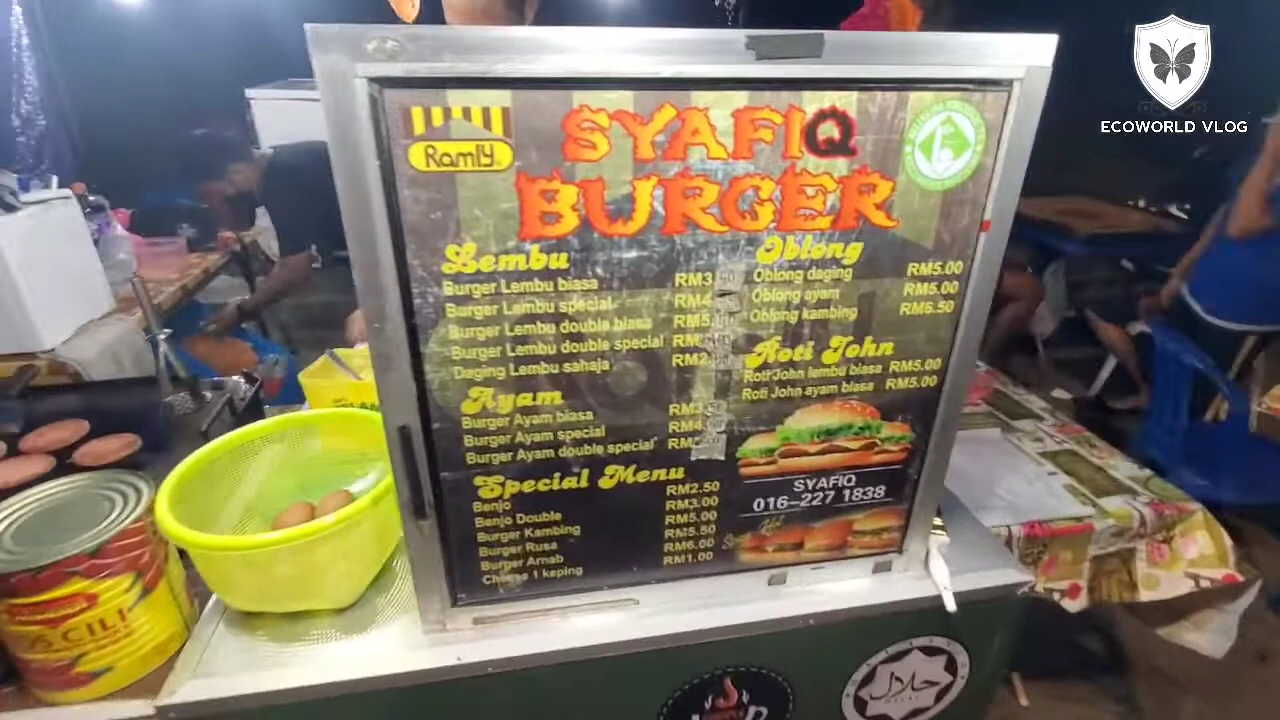 ECOWORLD VLOG
Ramly
SYAFIQ
BURGER
Lembu
Burger Lembu biasa RM3.50
Burger Lembu special RM4
Burger Lembu double biasa RM5
Burger Lembu double special RM
Daging Lembu sahaja RM2
Ayam
Burger Ayam biasa RM3
Burger Ayam special RM4
Burger Ayam double special RM
Special Menu
Benjo RM2.50
Benjo Double RM3.00
Burger Kambing RM5.00
Burger Rusa RM5.50
Burger Arnab RM6.00
Cheese 1 keping RM1.00
Oblong
Oblong daging RM5.00
Oblong ayam RM5.00
Oblong kambing RM6.50
Roti John
Roti John lembu biasa RM5.00
Roti John ayam biasa RM5.00
SYAFIQ
016-227 1838
CILI
حلال